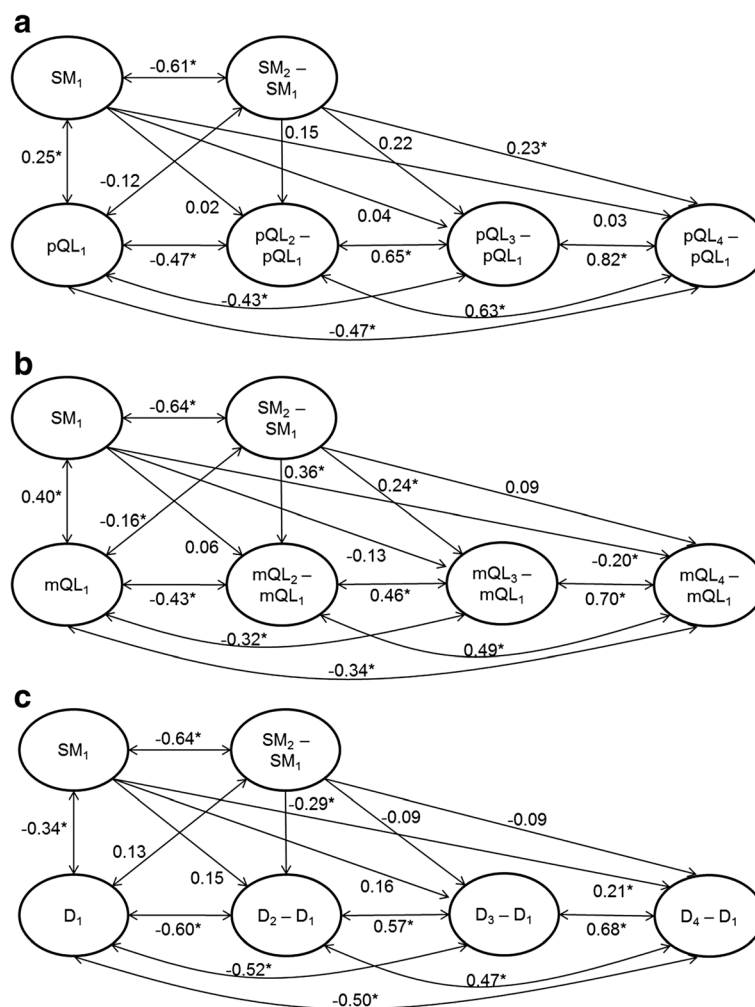 a
SM₁
-0.61*
SM₂ –
SM₁
0.25*
-0.12
0.15
0.22
0.23*
0.02
0.04
0.03
pQL₁
-0.47*
pQL₂ –
pQL₁
0.65*
pQL₃ –
pQL₁
0.82*
pQL₄ –
pQL₁
-0.43*
0.63*
-0.47*
b
SM₁
-0.64*
SM₂ –
SM₁
0.40*
-0.16*
0.36*
0.24*
0.09
0.06
-0.13
-0.20*
mQL₁
-0.43*
mQL₂ –
mQL₁
0.46*
mQL₃ –
mQL₁
0.70*
mQL₄ –
mQL₁
-0.32*
0.49*
-0.34*
c
SM₁
-0.64*
SM₂ –
SM₁
-0.34*
0.13
-0.29*
-0.09
-0.09
0.15
0.16
0.21*
D₁
-0.60*
D₂ – D₁
0.57*
D₃ – D₁
0.68*
D₄ – D₁
-0.52*
0.47*
-0.50*